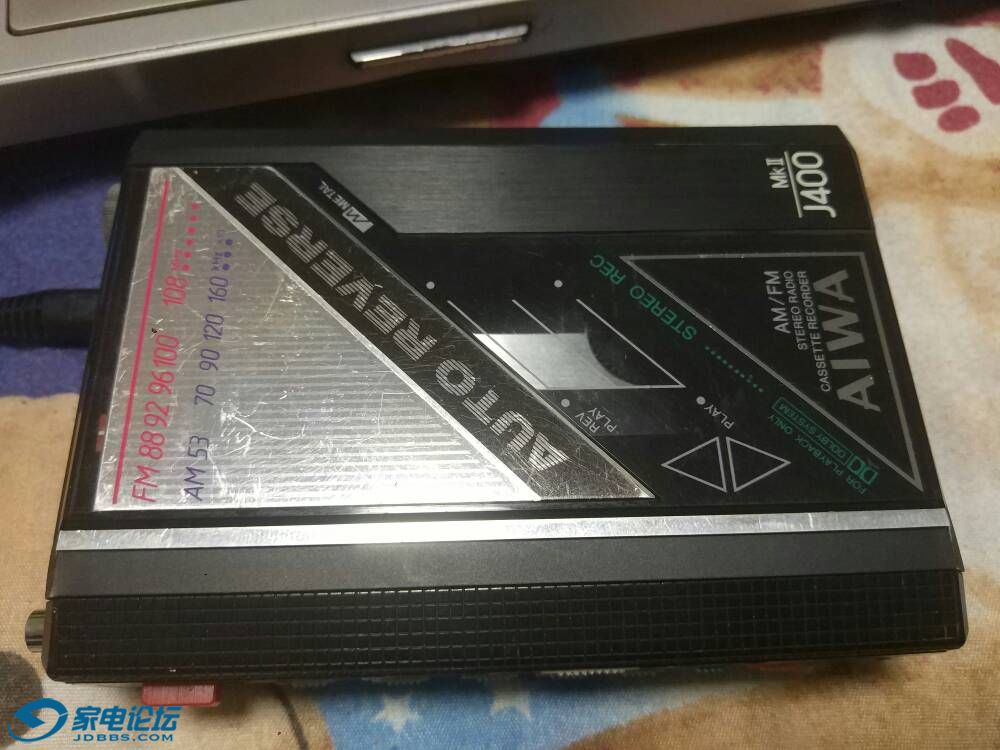 MkⅡ
J400
METAL
AUTO REVERSE
FM 88 92 96 100 108 MHz
AM 53 70 90 120 160 kHz
STEREO REC
AM/FM
STEREO RADIO
CASSETTE RECORDER
AIWA
PLAY
REV
PLAY
FOR PLAYBACK ONLY
DOLBY SYSTEM
家电论坛
JDBBS.COM